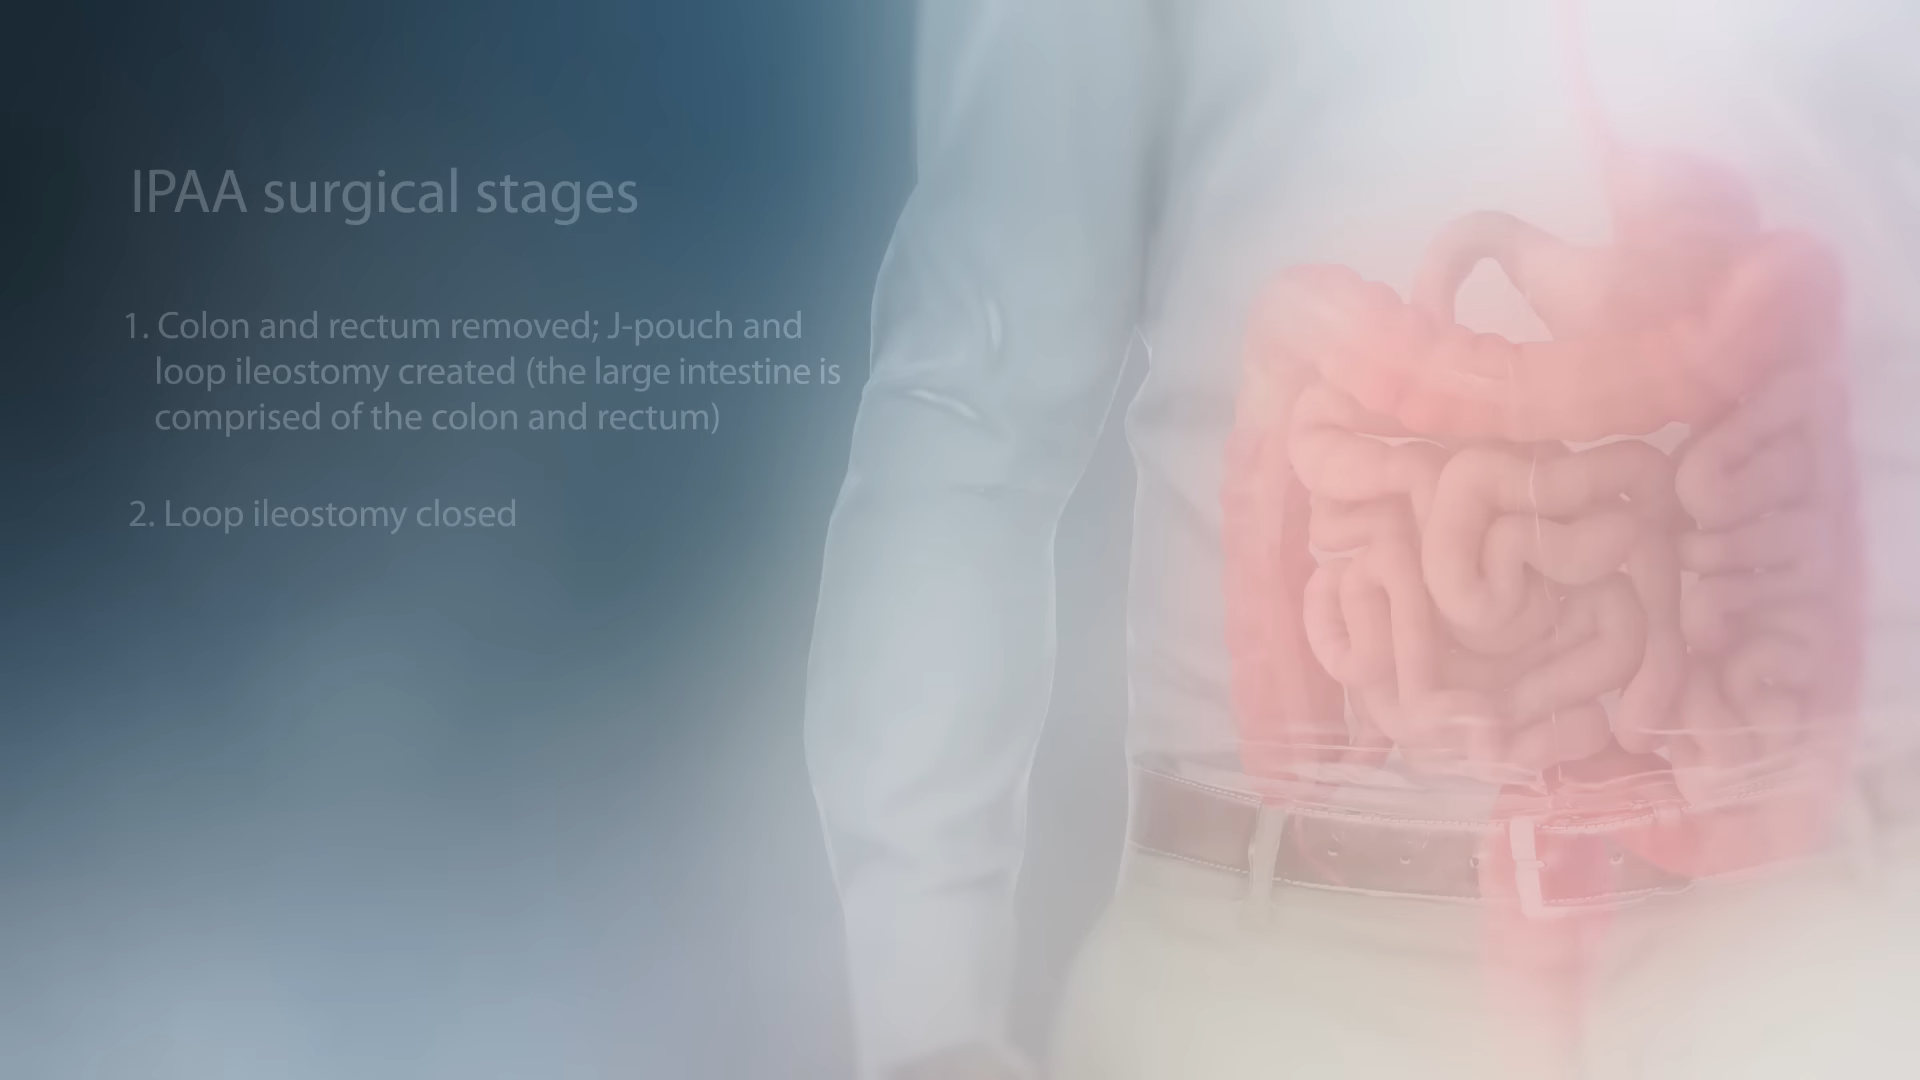 IPAA surgical stages
1. Colon and rectum removed; J-pouch and
loop ileostomy created (the large intestine is
comprised of the colon and rectum)
2. Loop ileostomy closed